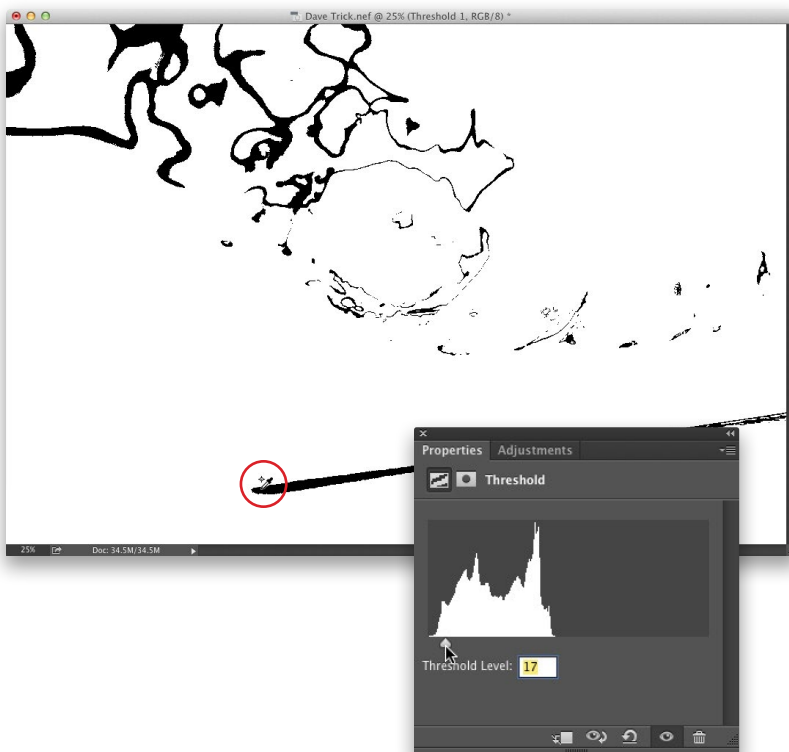 Dave Trick.nef @ 25% (Threshold 1, RGB/8) *
25% Doc: 34.5M/34.5M
Properties Adjustments
Threshold
Threshold Level: 17